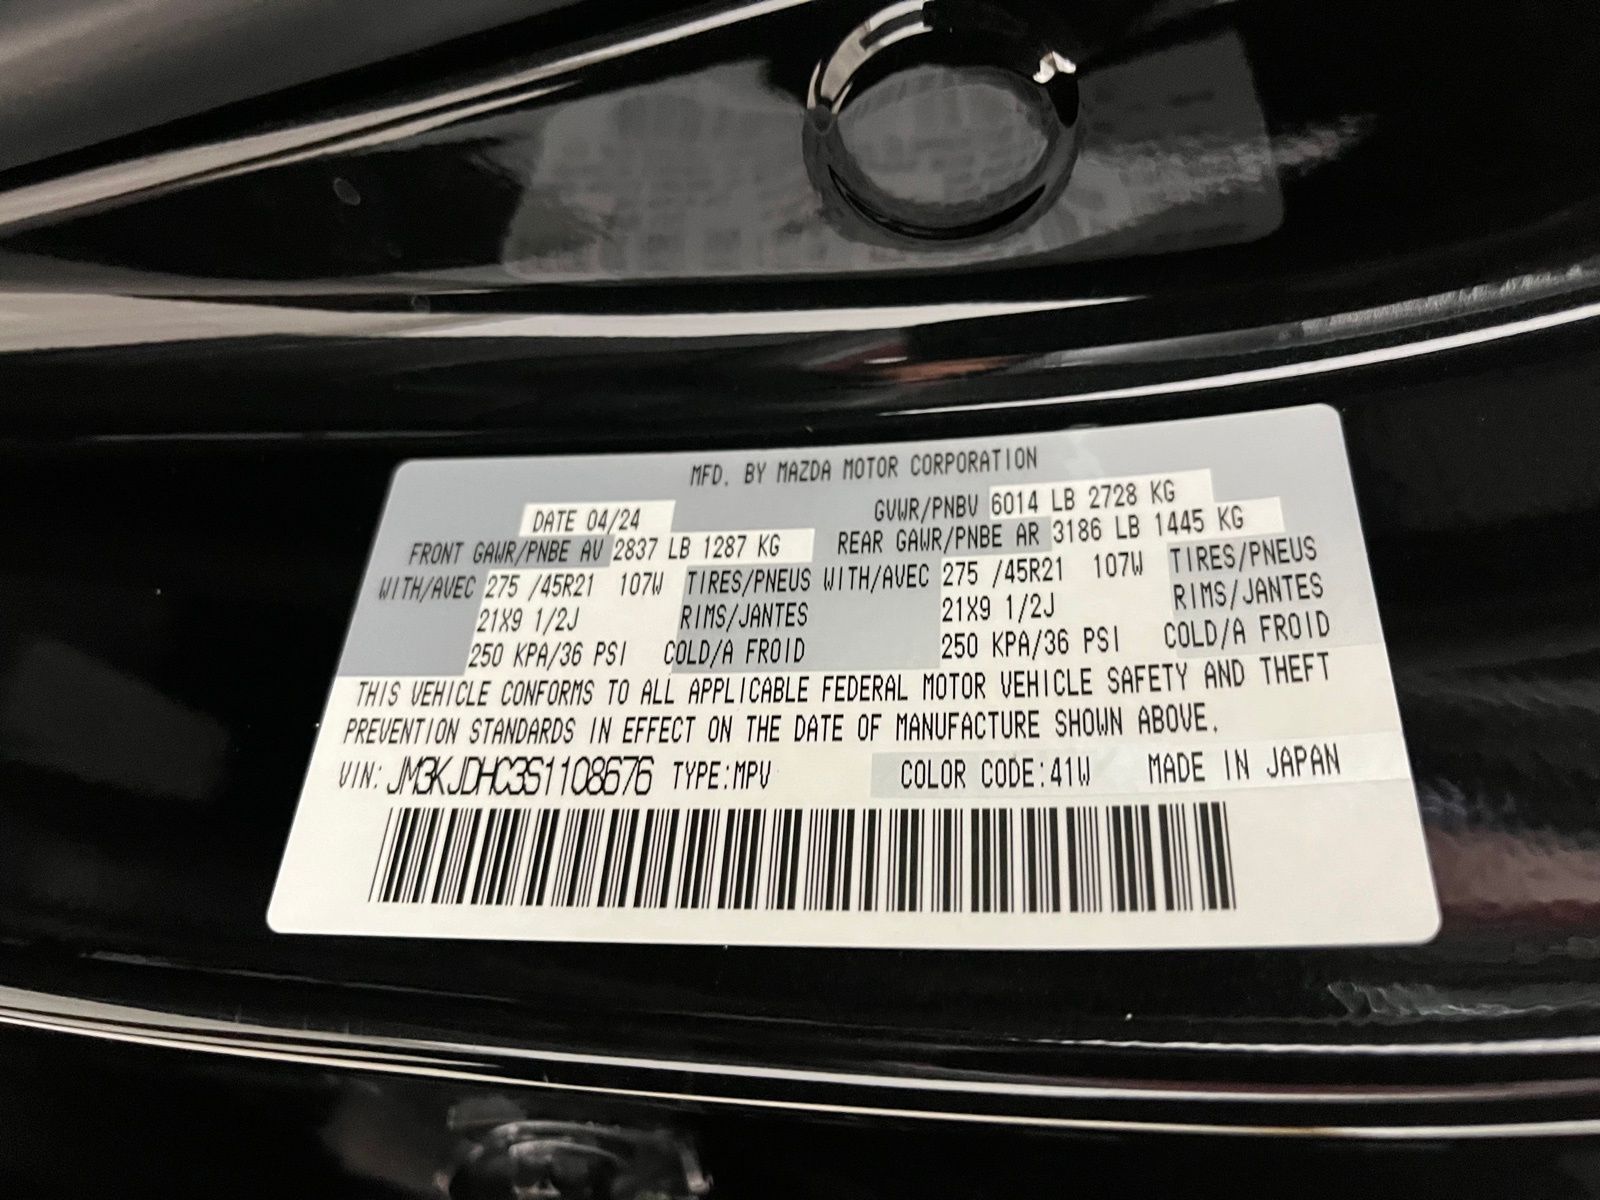 MFD. BY MAZDA MOTOR CORPORATION
DATE 04/24 GVWR/PNBV 6014 LB 2728 KG
FRONT GAWR/PNBE AV 2837 LB 1287 KG REAR GAWR/PNBE AR 3186 LB 1445 KG
WITH/AVEC 275 /45R21 107W TIRES/PNEUS WITH/AVEC 275 /45R21 107W TIRES/PNEUS
21X9 1/2J RIMS/JANTES 21X9 1/2J RIMS/JANTES
250 KPA/36 PSI COLD/A FROID 250 KPA/36 PSI COLD/A FROID
THIS VEHICLE CONFORMS TO ALL APPLICABLE FEDERAL MOTOR VEHICLE SAFETY AND THEFT
PREVENTION STANDARDS IN EFFECT ON THE DATE OF MANUFACTURE SHOWN ABOVE.
VIN: JM3KJDHC3S1108676 TYPE:MPV COLOR CODE:41W MADE IN JAPAN